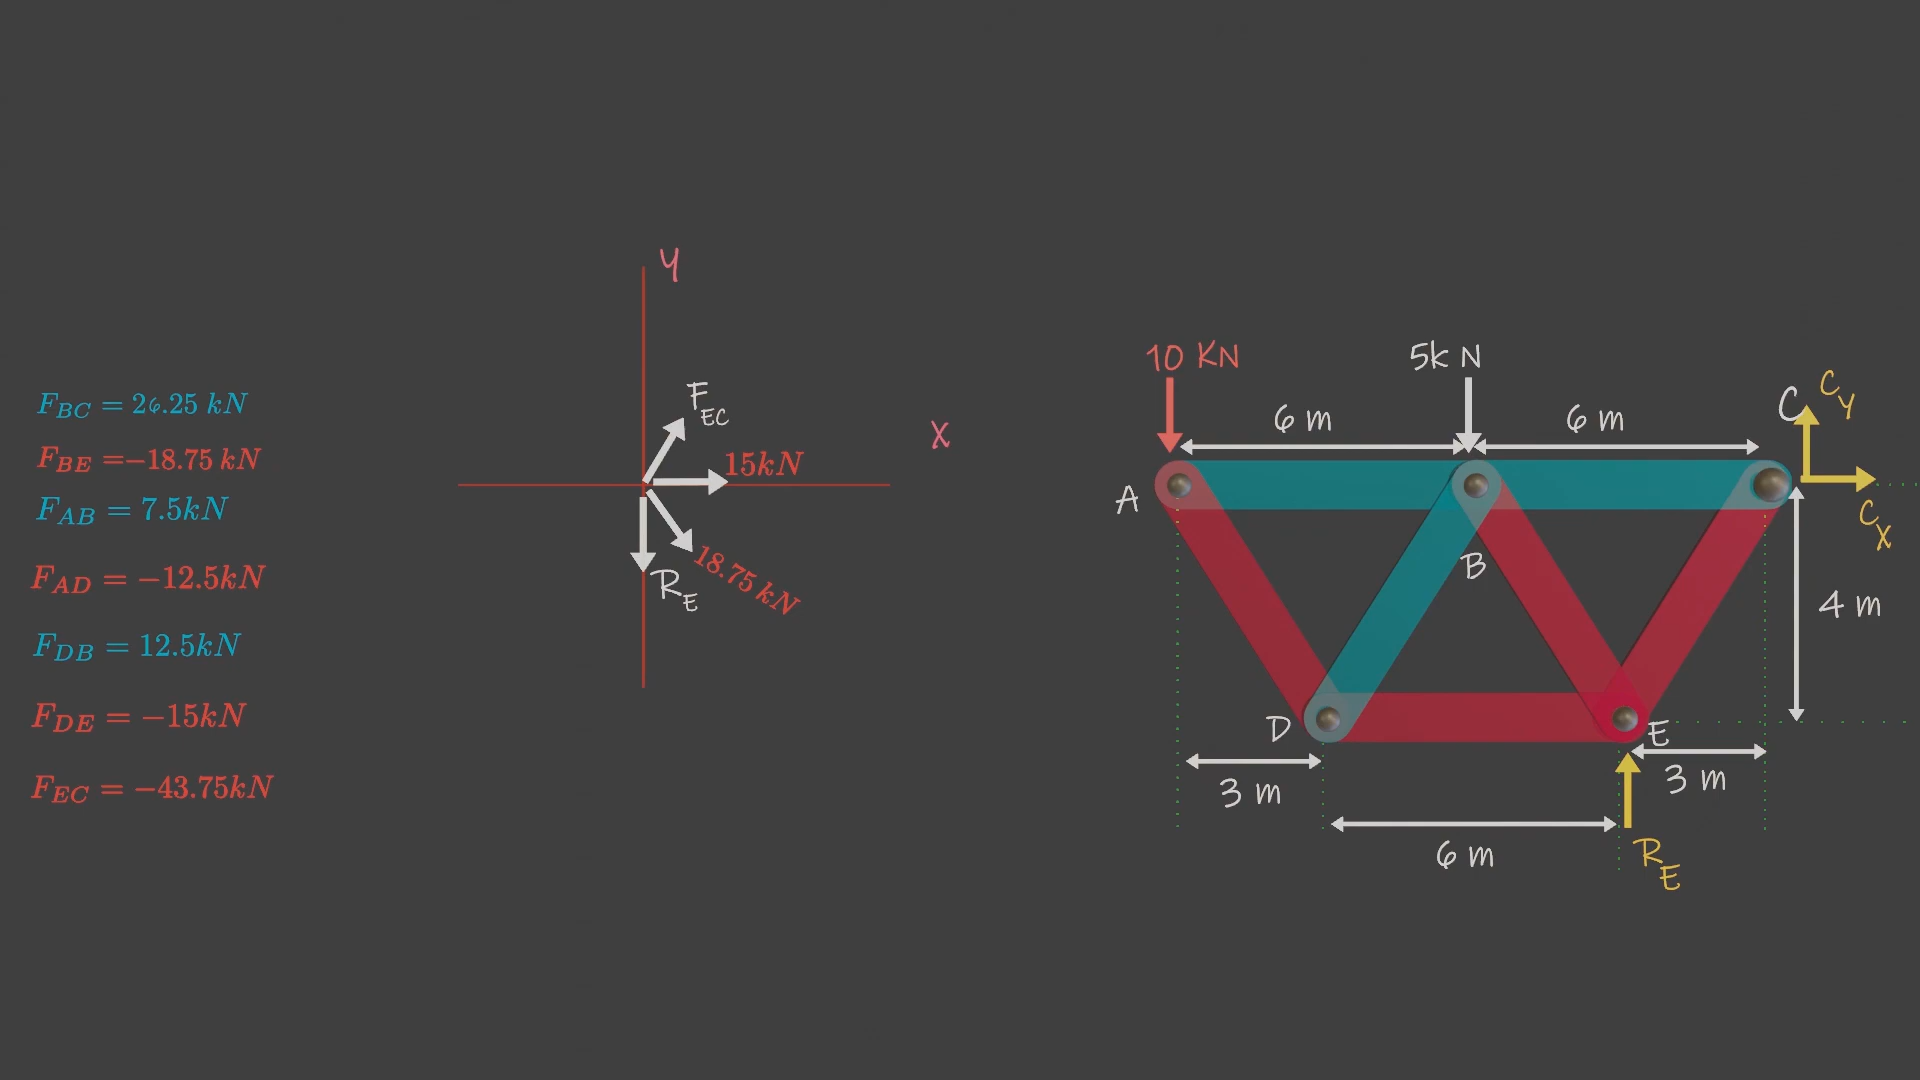 F_BC = 26.25 kN
F_BE =−18.75 kN
F_AB = 7.5kN
F_AD = −12.5kN
F_DB = 12.5kN
F_DE = −15kN
F_EC = −43.75kN
Y
X
F_EC
15kN
18.75 kN
R_E
10 KN
5k N
6 m
6 m
C
C_Y
C_X
A
B
4 m
D
E
3 m
3 m
6 m
R_E